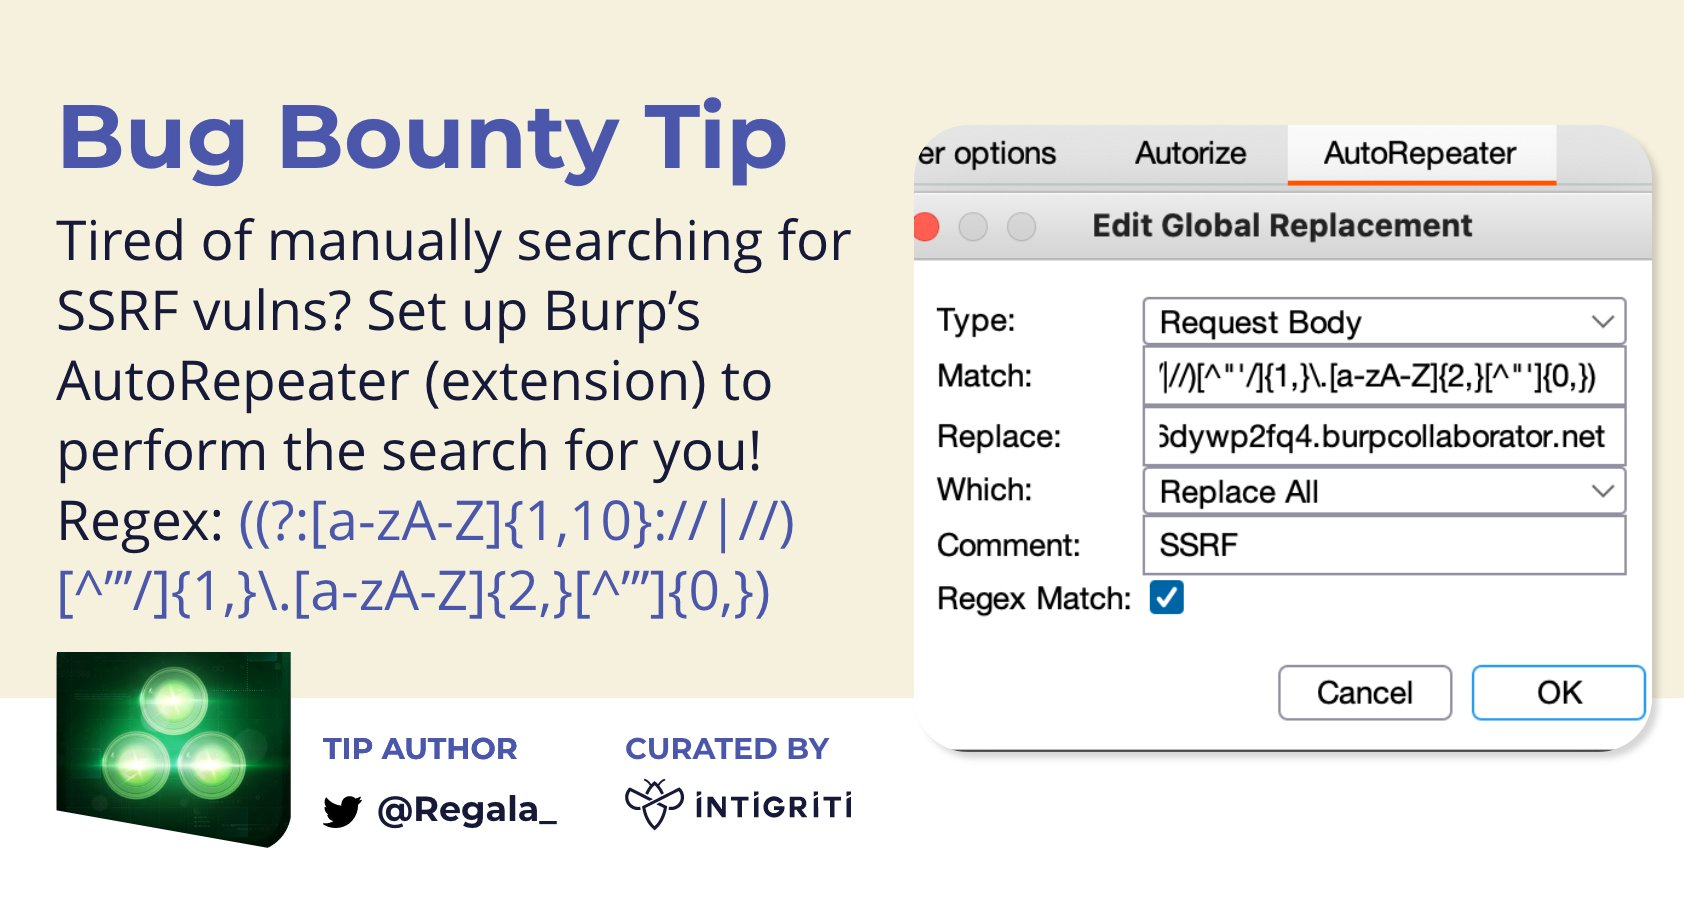 Bug Bounty Tip
Tired of manually searching for
SSRF vulns? Set up Burp’s
AutoRepeater (extension) to
perform the search for you!
Regex: ((?:[a-zA-Z]{1,10}://|//)
[^”’/]{1,}\.[a-zA-Z]{2,}[^”’]{0,})
TIP AUTHOR
@Regala_
CURATED BY
INTIGRITI
er options Autorize AutoRepeater
Edit Global Replacement
Type: Request Body
Match: '|//)[^"'/]{1,}\.[a-zA-Z]{2,}[^"']{0,})
Replace: 6dywp2fq4.burpcollaborator.net
Which: Replace All
Comment: SSRF
Regex Match:
Cancel OK